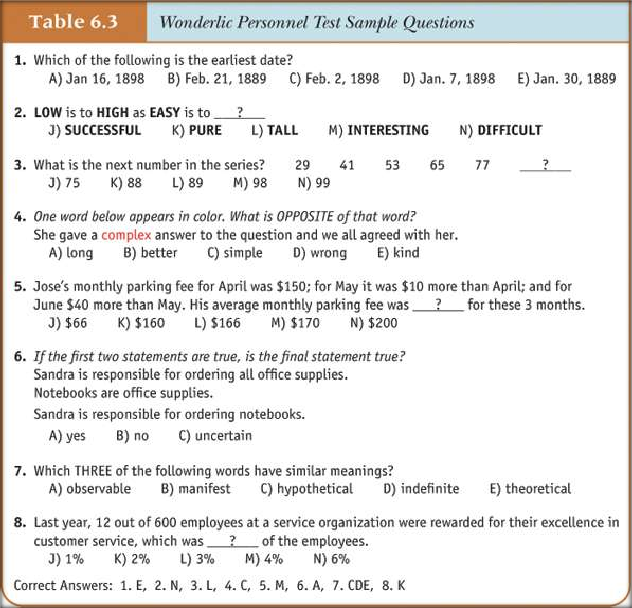 Table 6.3 Wonderlic Personnel Test Sample Questions
1. Which of the following is the earliest date?
A) Jan 16, 1898 B) Feb. 21, 1889 C) Feb. 2, 1898 D) Jan. 7, 1898 E) Jan. 30, 1889
2. LOW is to HIGH as EASY is to ___?___
J) SUCCESSFUL K) PURE L) TALL M) INTERESTING N) DIFFICULT
3. What is the next number in the series? 29 41 53 65 77 ___?___
J) 75 K) 88 L) 89 M) 98 N) 99
4. One word below appears in color. What is OPPOSITE of that word?
She gave a complex answer to the question and we all agreed with her.
A) long B) better C) simple D) wrong E) kind
5. Jose's monthly parking fee for April was $150; for May it was $10 more than April; and for
June $40 more than May. His average monthly parking fee was ___?___ for these 3 months.
J) $66 K) $160 L) $166 M) $170 N) $200
6. If the first two statements are true, is the final statement true?
Sandra is responsible for ordering all office supplies.
Notebooks are office supplies.
Sandra is responsible for ordering notebooks.
A) yes B) no C) uncertain
7. Which THREE of the following words have similar meanings?
A) observable B) manifest C) hypothetical D) indefinite E) theoretical
8. Last year, 12 out of 600 employees at a service organization were rewarded for their excellence in
customer service, which was ___?___ of the employees.
J) 1% K) 2% L) 3% M) 4% N) 6%
Correct Answers: 1. E, 2. N, 3. L, 4. C, 5. M, 6. A, 7. CDE, 8. K